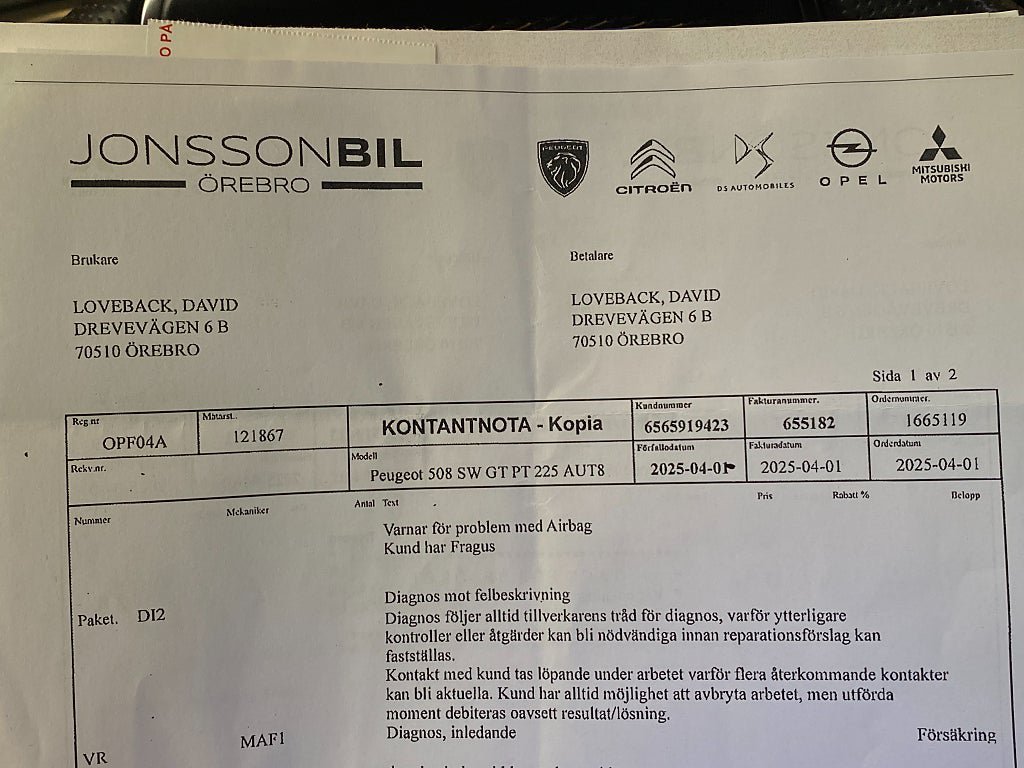 OPA
JONSSONBIL
ÖREBRO
PEUGEOT
CITROËN
DS AUTOMOBILES
OPEL
MITSUBISHI
MOTORS
Brukare
LOVEBACK, DAVID
DREVEVÄGEN 6 B
70510 ÖREBRO
Betalare
LOVEBACK, DAVID
DREVEVÄGEN 6 B
70510 ÖREBRO
Sida 1 av 2
Reg nr
OPF04A
Mätarst.
121867
KONTANTNOTA - Kopia
Kundnummer
6565919423
Fakturanummer.
655182
Ordernummer.
1665119
Rekv.nr.
Modell
Peugeot 508 SW GT PT 225 AUT8
Förfallodatum
2025-04-01
Fakturadatum
2025-04-01
Orderdatum
2025-04-01
Nummer Mekaniker Antal Text Pris Rabatt % Belopp
Varnar för problem med Airbag
Kund har Fragus
Diagnos mot felbeskrivning
Paket. DI2 Diagnos följer alltid tillverkarens tråd för diagnos, varför ytterligare
kontroller eller åtgärder kan bli nödvändiga innan reparationsförslag kan
fastställas.
Kontakt med kund tas löpande under arbetet varför flera återkommande kontakter
kan bli aktuella. Kund har alltid möjlighet att avbryta arbetet, men utförda
moment debiteras oavsett resultat/lösning.
VR MAF1 Diagnos, inledande Försäkring